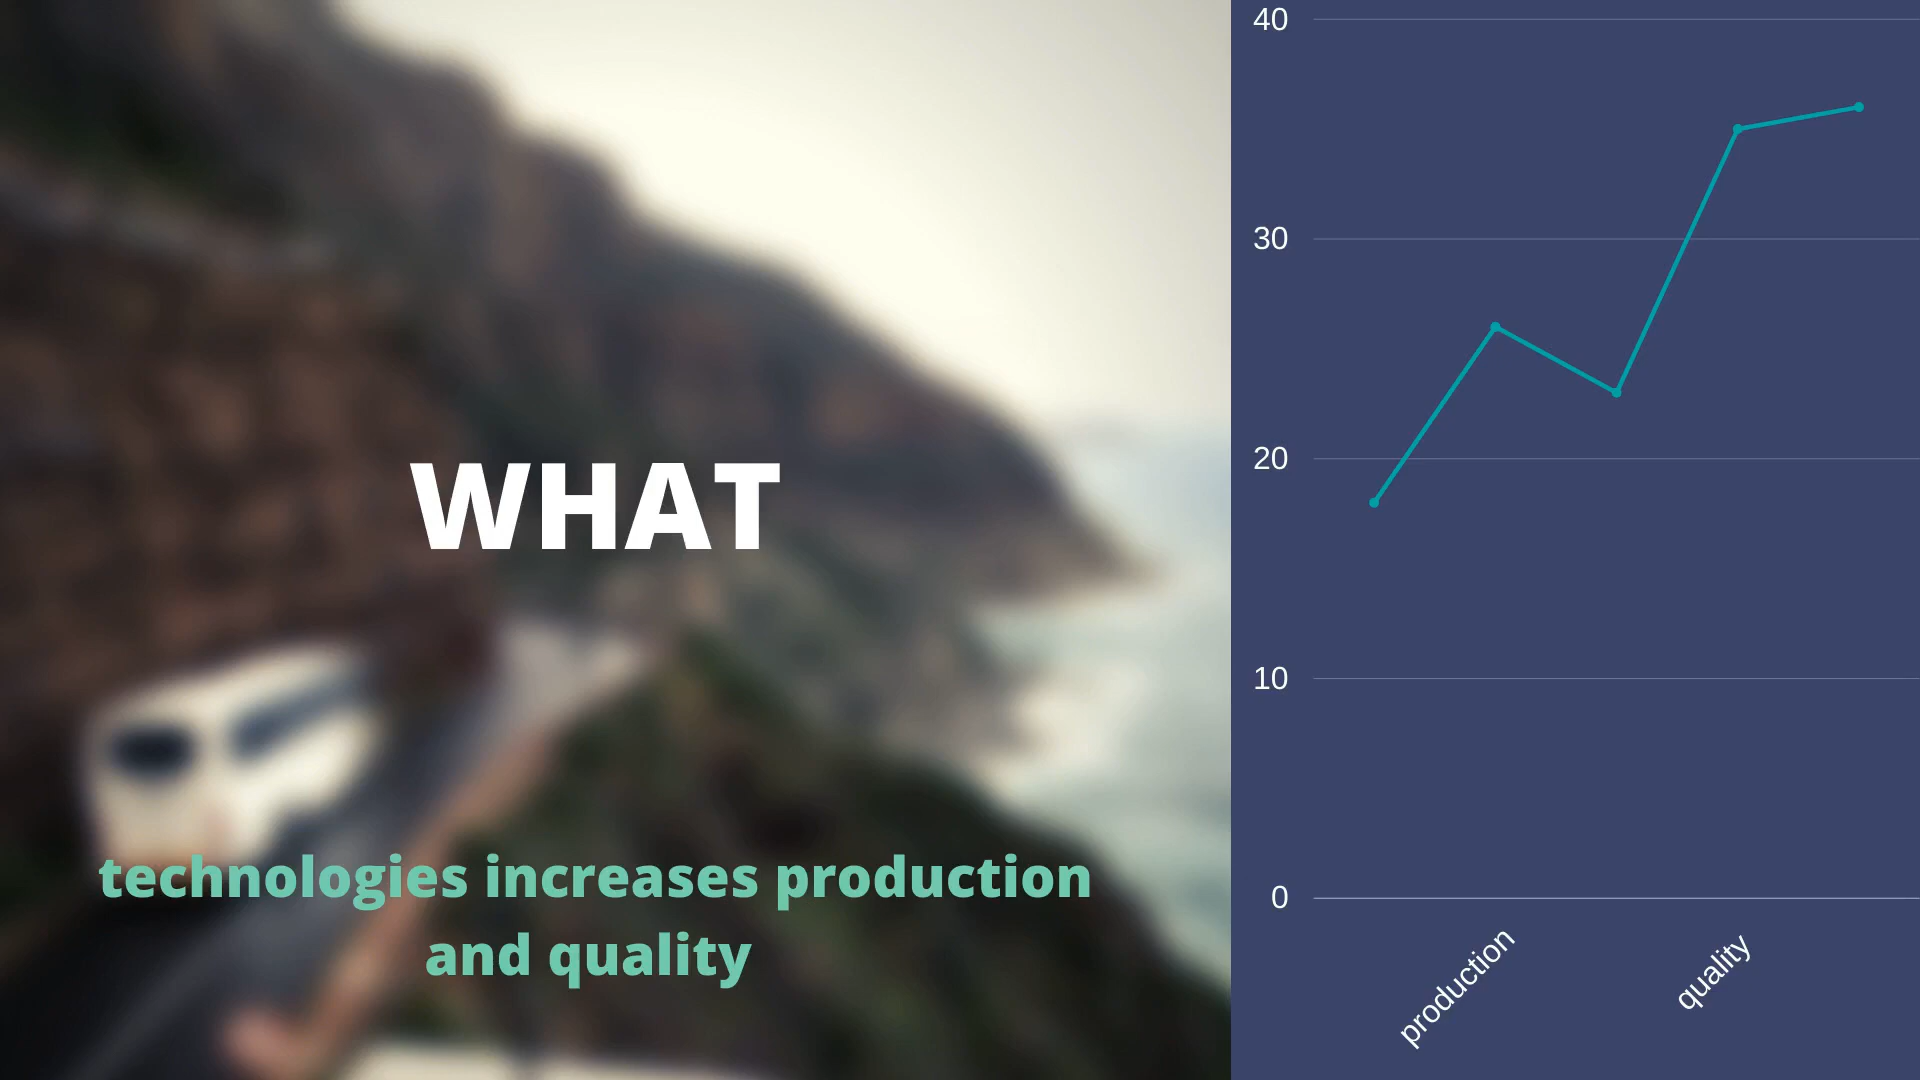 WHAT
technologies increases production
and quality
40
30
20
10
0
production
quality